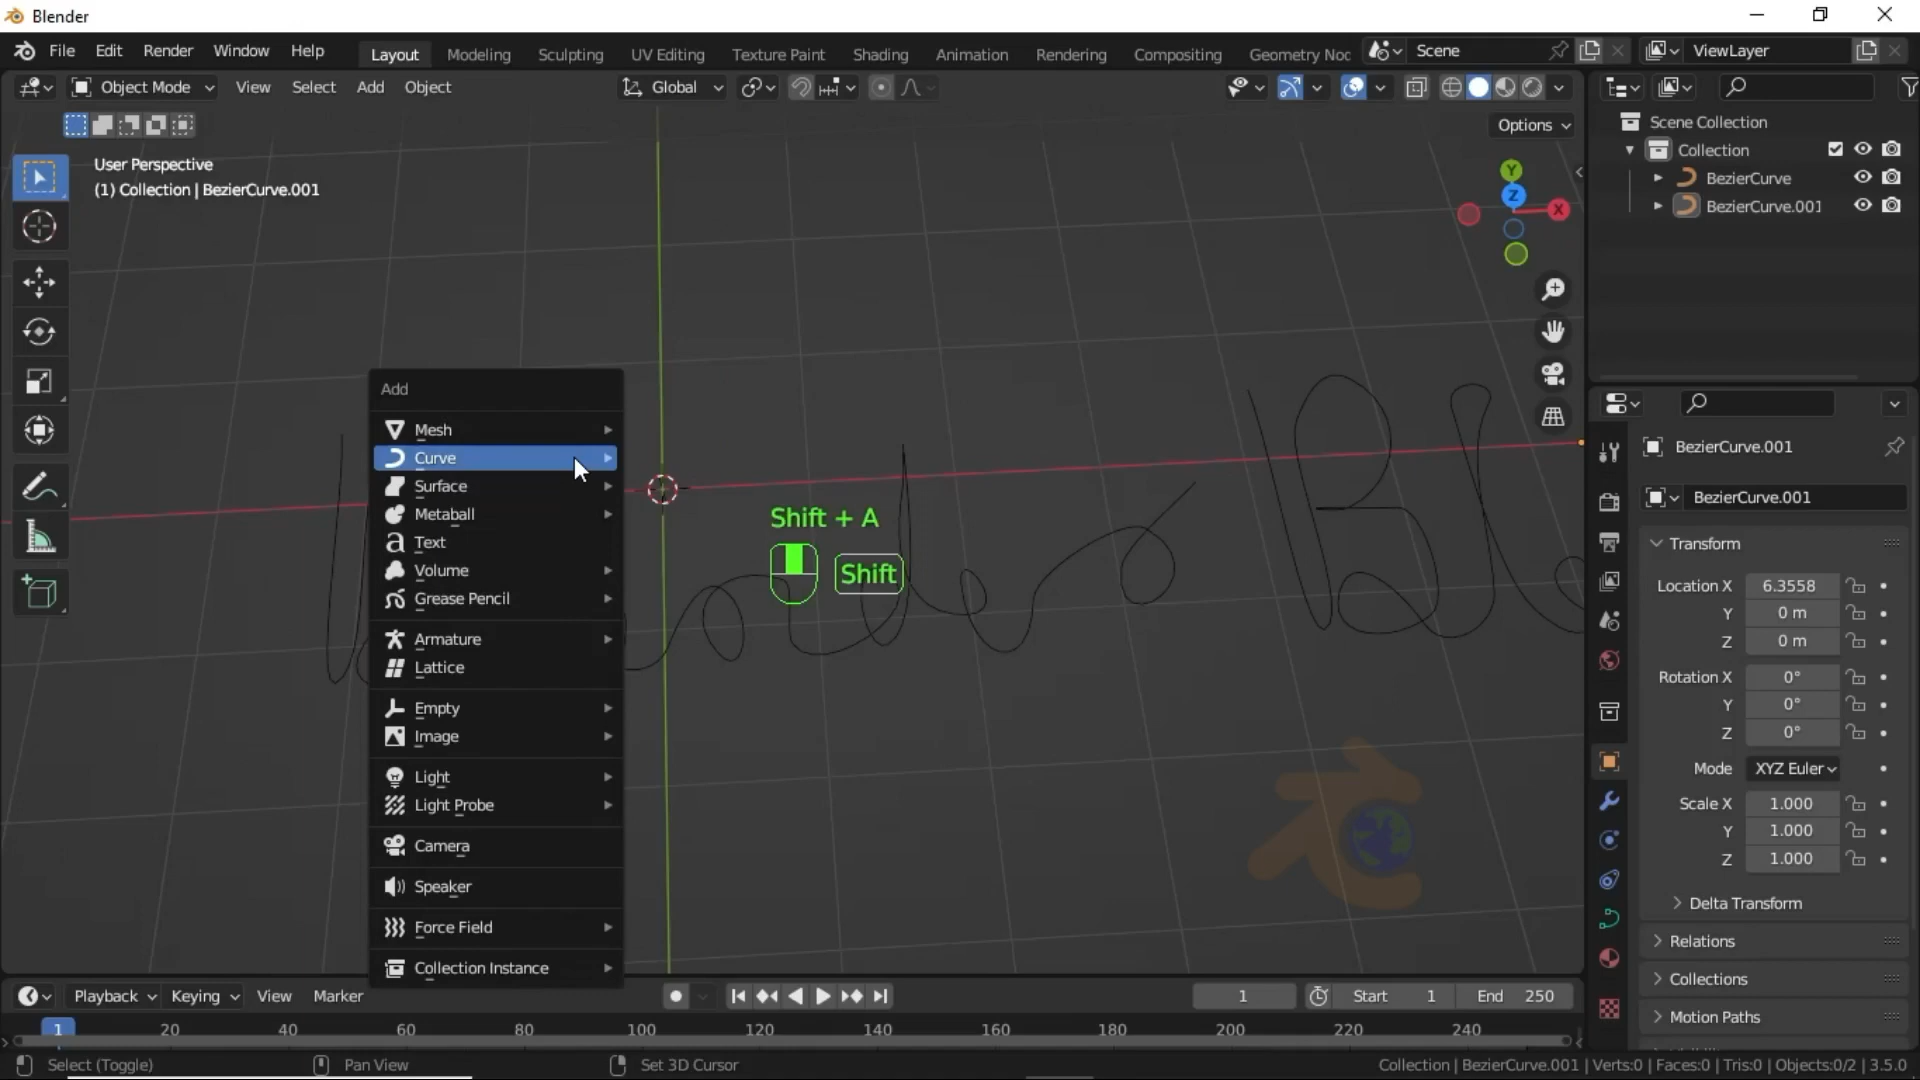 Blender
File Edit Render Window Help Layout Modeling Sculpting UV Editing Texture Paint Shading Animation Rendering Compositing Geometry Noc Scene ViewLayer
Object Mode View Select Add Object Global
Options
User Perspective
(1) Collection | BezierCurve.001
Y
Z
X
Add
Mesh
Curve
Surface
Metaball
Text
Volume
Grease Pencil
Armature
Lattice
Empty
Image
Light
Light Probe
Camera
Speaker
Force Field
Collection Instance
Shift + A
Shift
Scene Collection
Collection
BezierCurve
BezierCurve.001
BezierCurve.001
BezierCurve.001
Transform
Location X 6.3558
Y 0 m
Z 0 m
Rotation X 0°
Y 0°
Z 0°
Mode XYZ Euler
Scale X 1.000
Y 1.000
Z 1.000
Delta Transform
Relations
Collections
Motion Paths
Playback Keying View Marker 1 Start 1 End 250
1 20 40 60 80 100 120 140 160 180 200 220 240
Select (Toggle) Pan View Set 3D Cursor Collection | BezierCurve.001 | Verts:0 | Faces:0 | Tris:0 | Objects:0/2 | 3.5.0